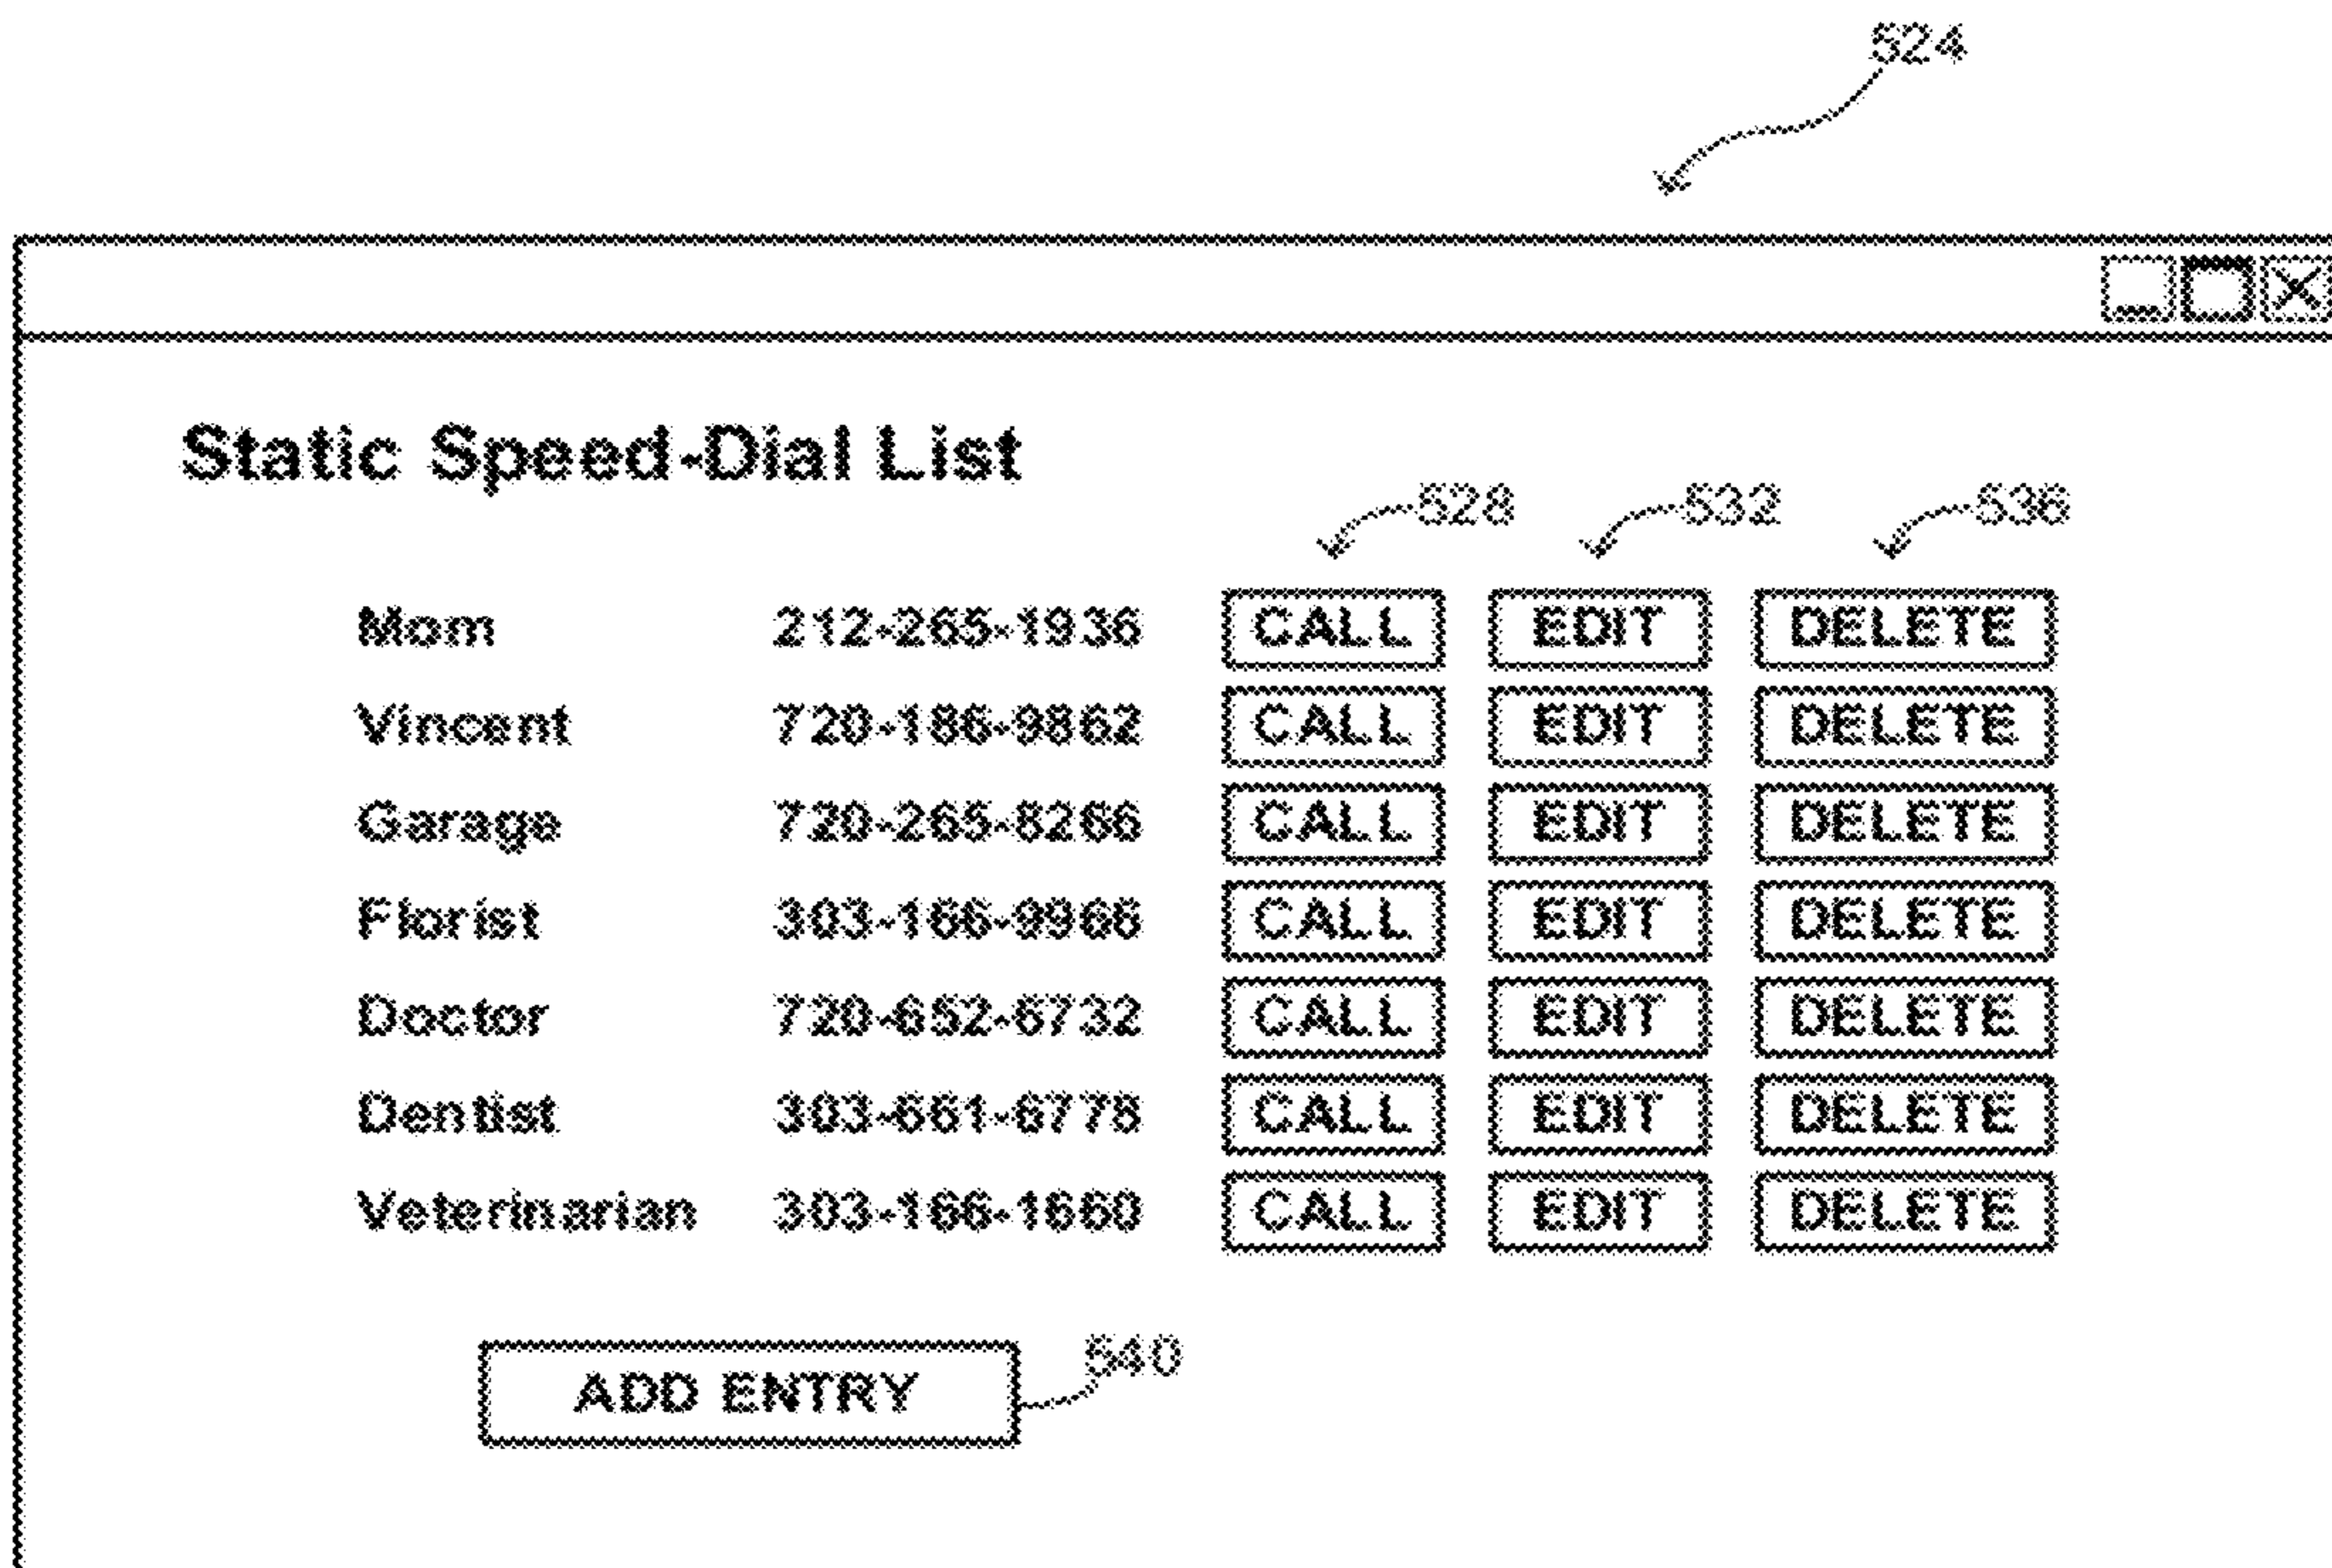 524
Static Speed-Dial List
528 532 536
Mom 212-265-1936 CALL EDIT DELETE
Vincent 720-186-9862 CALL EDIT DELETE
Garage 720-265-8266 CALL EDIT DELETE
Florist 303-166-9966 CALL EDIT DELETE
Doctor 720-652-6732 CALL EDIT DELETE
Dentist 303-661-6775 CALL EDIT DELETE
Veterinarian 303-166-1660 CALL EDIT DELETE
ADD ENTRY 540